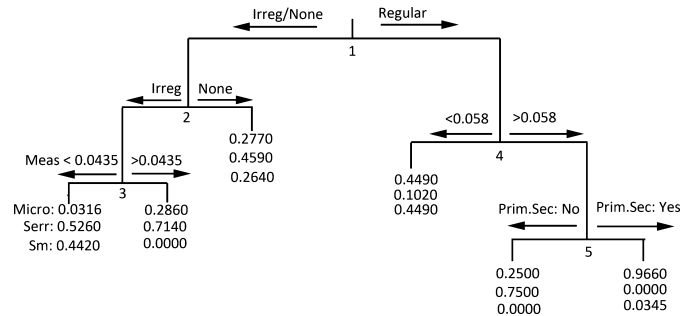 Irreg/None Regular
1
Irreg None
2
0.2770
0.4590
0.2640
<0.058 >0.058
4
Meas < 0.0435 >0.0435
3
Micro: 0.0316 0.2860
Serr: 0.5260 0.7140
Sm: 0.4420 0.0000
0.4490
0.1020
0.4490
Prim.Sec: No Prim.Sec: Yes
5
0.2500 0.9660
0.7500 0.0000
0.0000 0.0345